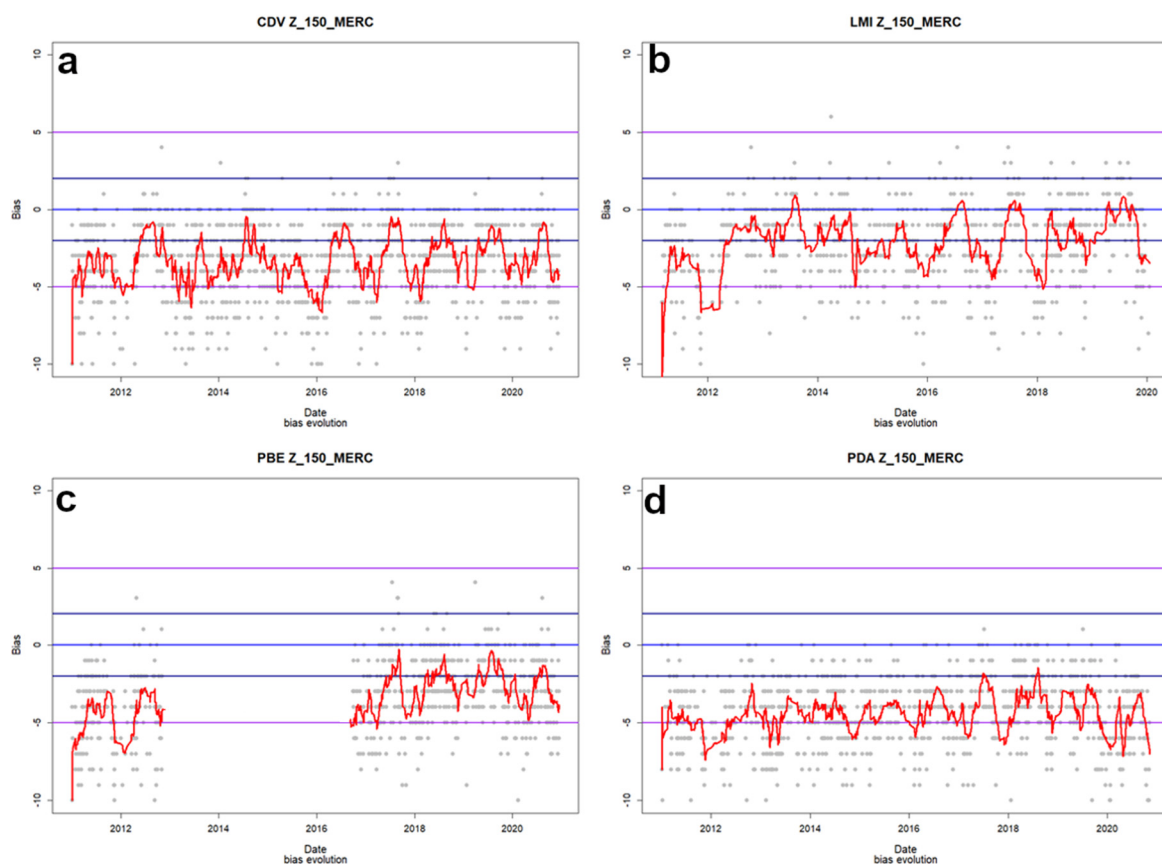 CDV Z_150_MERC
a
10
5
0
-5
-10
Bias
2012 2014 2016 2018 2020
Date
bias evolution
LMI Z_150_MERC
b
10
5
0
-5
-10
Bias
2012 2014 2016 2018 2020
Date
bias evolution
PBE Z_150_MERC
c
10
5
0
-5
-10
Bias
2012 2014 2016 2018 2020
Date
bias evolution
PDA Z_150_MERC
d
10
5
0
-5
-10
Bias
2012 2014 2016 2018 2020
Date
bias evolution